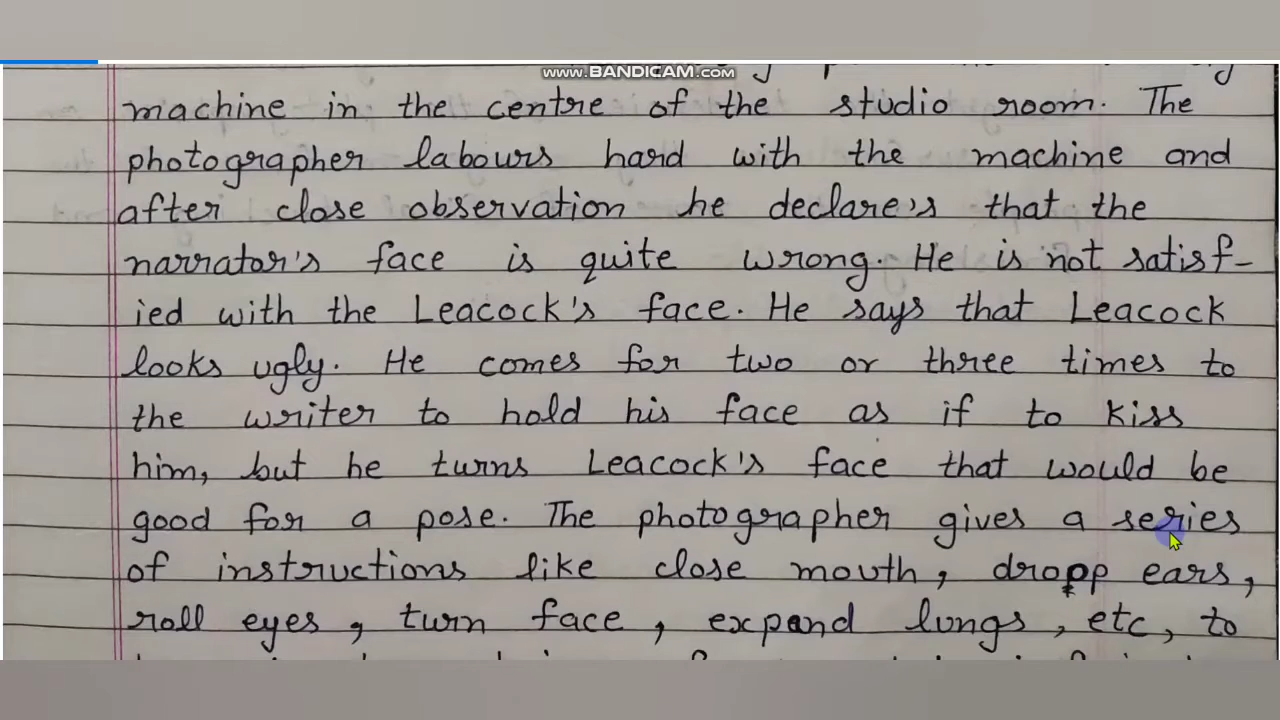 www.BANDICAM.com
machine in the centre of the studio room. The
photographer labours hard with the machine and
after close observation he declare's that the
narrator's face is quite wrong. He is not satisf-
ied with the Leacock's face. He says that Leacock
looks ugly. He comes for two or three times to
the writer to hold his face as if to kiss
him, but he turns Leacock's face that would be
good for a pose. The photographer gives a series
of instructions like close mouth, dropp ears,
roll eyes, turn face, expand lungs, etc, to